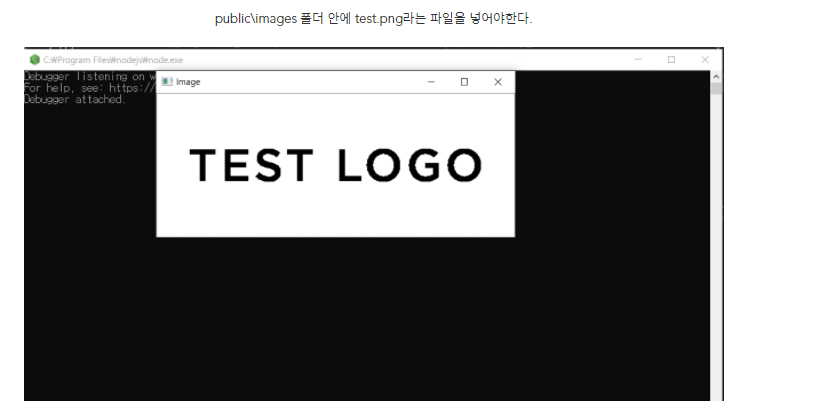 public\images 폴더 안에 test.png라는 파일을 넣어야한다.
C:₩Program Files₩nodejs₩node.exe
Image
Debugger listening on w
For help, see: https://
Debugger attached.
TEST LOGO